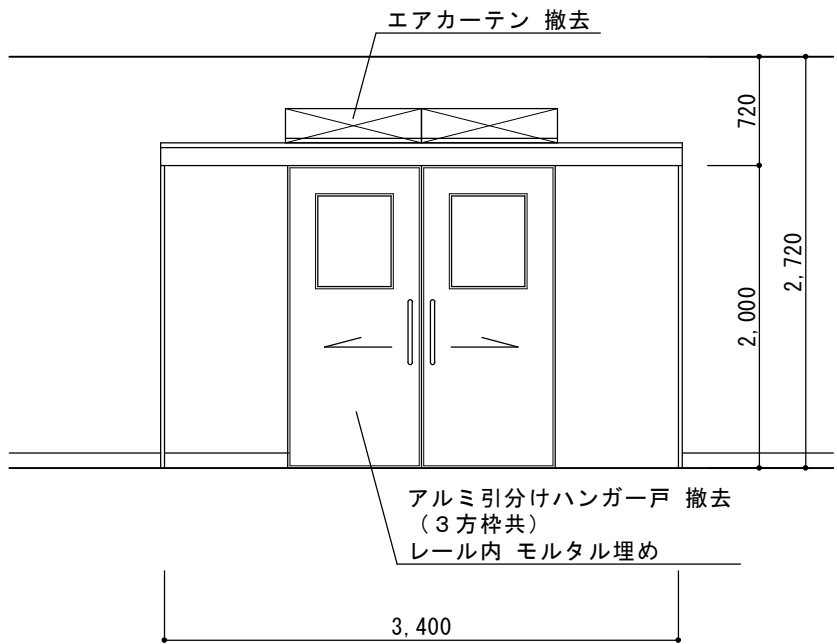 エアカーテン 撤去
720
2,000
2,720
アルミ引分けハンガー戸 撤去
（３方枠共）
レール内 モルタル埋め
3,400